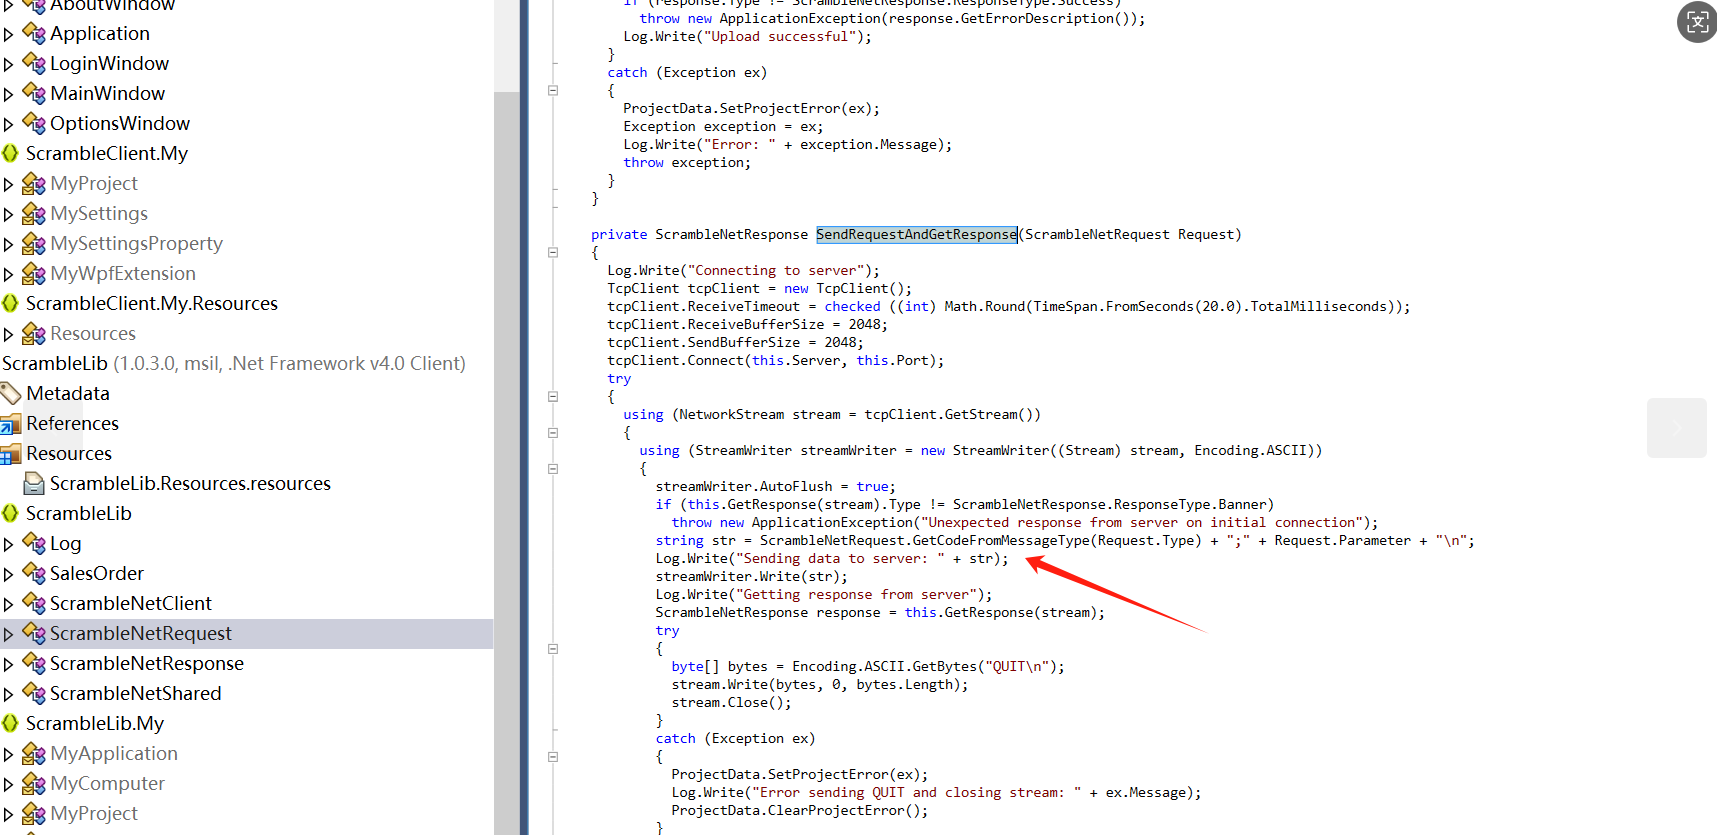 AboutWindow
Application
LoginWindow
MainWindow
OptionsWindow
ScrambleClient.My
MyProject
MySettings
MySettingsProperty
MyWpfExtension
ScrambleClient.My.Resources
Resources
ScrambleLib (1.0.3.0, msil, .Net Framework v4.0 Client)
Metadata
References
Resources
ScrambleLib.Resources.resources
ScrambleLib
Log
SalesOrder
ScrambleNetClient
ScrambleNetRequest
ScrambleNetResponse
ScrambleNetShared
ScrambleLib.My
MyApplication
MyComputer
MyProject
if (response.Type != ScrambleNetResponse.ResponseType.Success)
throw new ApplicationException(response.GetErrorDescription());
Log.Write("Upload successful");
}
catch (Exception ex)
{
ProjectData.SetProjectError(ex);
Exception exception = ex;
Log.Write("Error: " + exception.Message);
throw exception;
}
}
private ScrambleNetResponse SendRequestAndGetResponse(ScrambleNetRequest Request)
{
Log.Write("Connecting to server");
TcpClient tcpClient = new TcpClient();
tcpClient.ReceiveTimeout = checked ((int) Math.Round(TimeSpan.FromSeconds(20.0).TotalMilliseconds));
tcpClient.ReceiveBufferSize = 2048;
tcpClient.SendBufferSize = 2048;
tcpClient.Connect(this.Server, this.Port);
try
{
using (NetworkStream stream = tcpClient.GetStream())
{
using (StreamWriter streamWriter = new StreamWriter((Stream) stream, Encoding.ASCII))
{
streamWriter.AutoFlush = true;
if (this.GetResponse(stream).Type != ScrambleNetResponse.ResponseType.Banner)
throw new ApplicationException("Unexpected response from server on initial connection");
string str = ScrambleNetRequest.GetCodeFromMessageType(Request.Type) + ";" + Request.Parameter + "\n";
Log.Write("Sending data to server: " + str);
streamWriter.Write(str);
Log.Write("Getting response from server");
ScrambleNetResponse response = this.GetResponse(stream);
try
{
byte[] bytes = Encoding.ASCII.GetBytes("QUIT\n");
stream.Write(bytes, 0, bytes.Length);
stream.Close();
}
catch (Exception ex)
{
ProjectData.SetProjectError(ex);
Log.Write("Error sending QUIT and closing stream: " + ex.Message);
ProjectData.ClearProjectError();
}